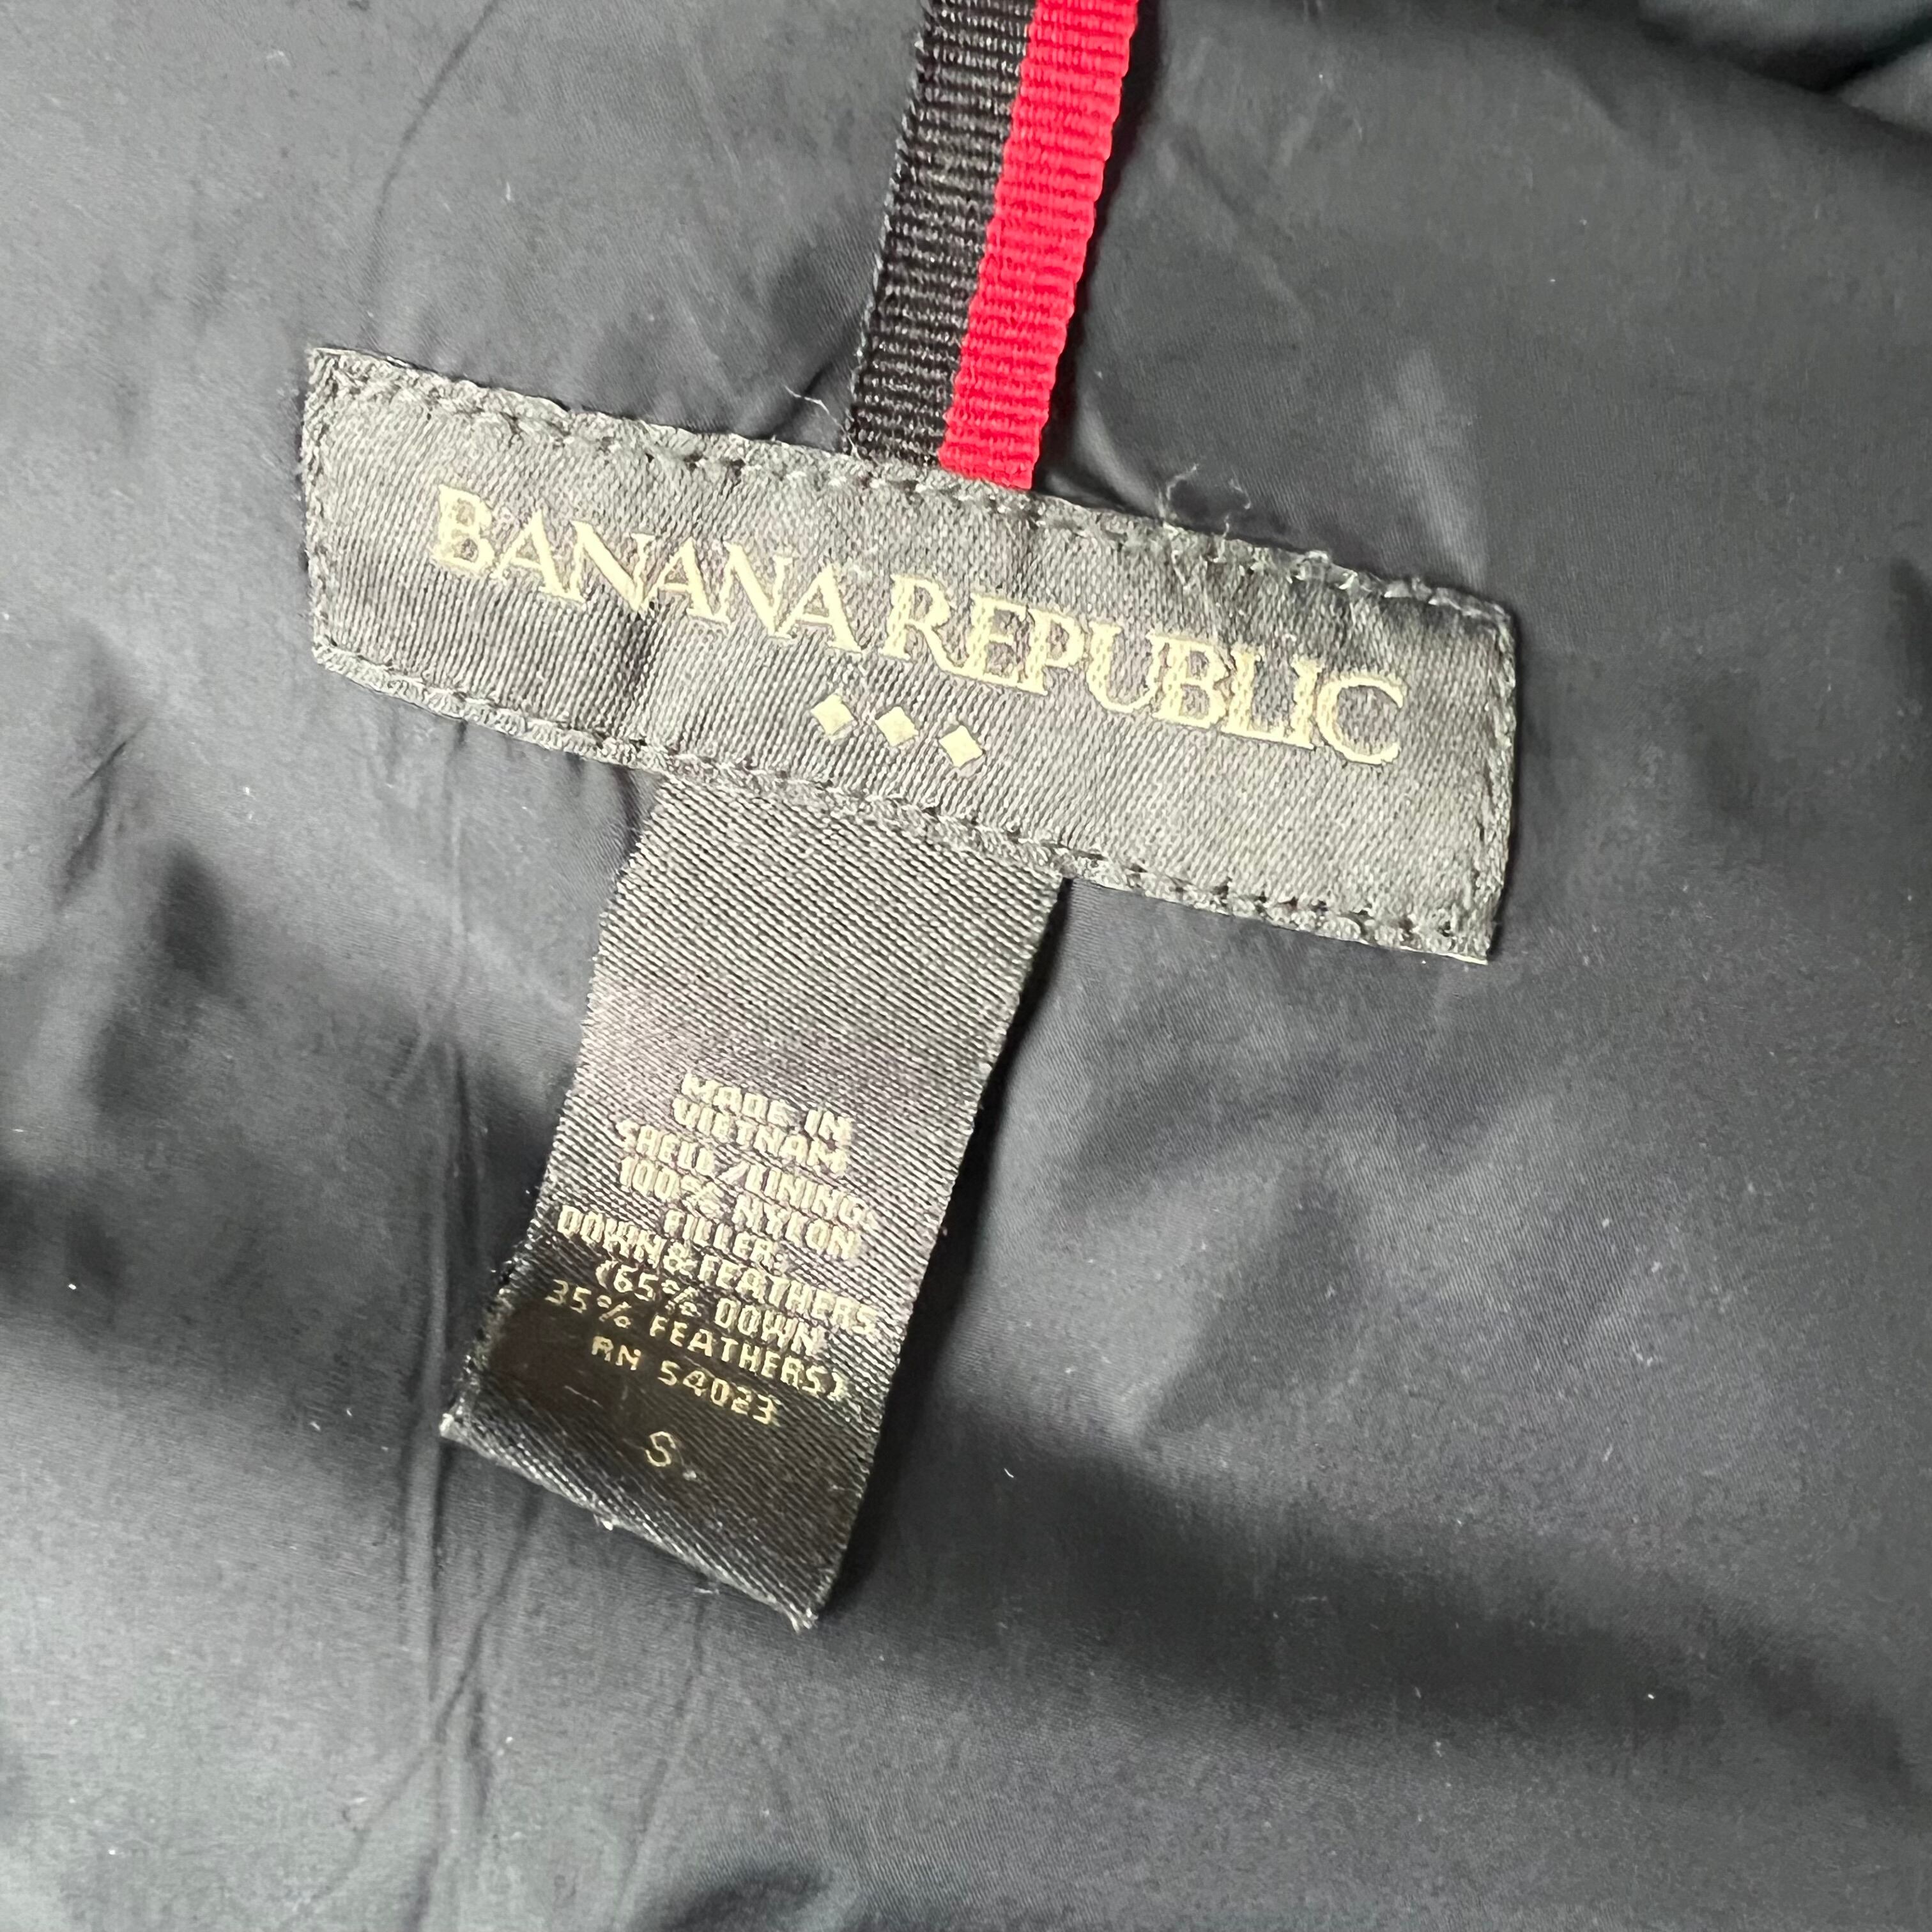 BANANA REPUBLIC
MADE IN
VIETNAM
SHELL/LINING:
100% NYLON
FILLER:
DOWN&FEATHERS
(65% DOWN
35% FEATHERS)
RN 54023
S